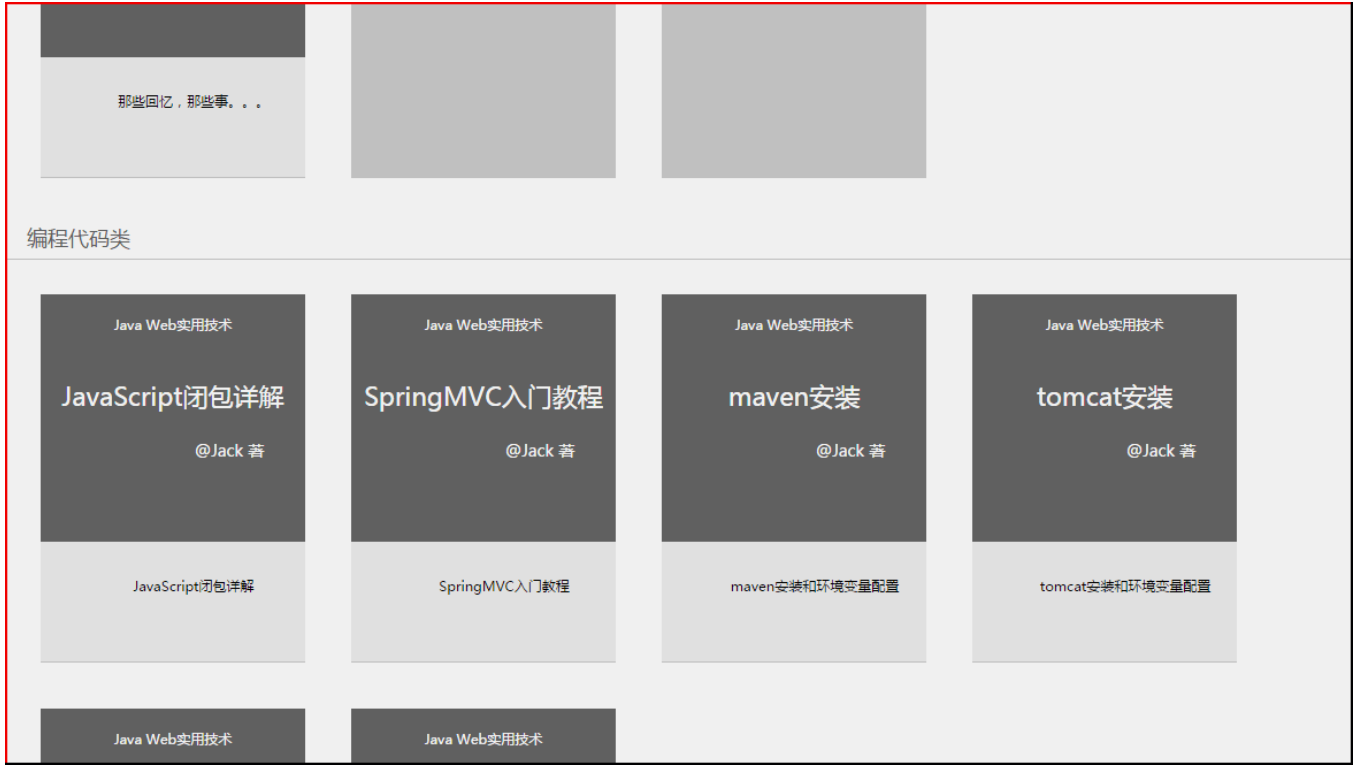 那些回忆，那些事。。。
编程代码类
Java Web实用技术
JavaScript闭包详解
@Jack 著
JavaScript闭包详解
Java Web实用技术
SpringMVC入门教程
@Jack 著
SpringMVC入门教程
Java Web实用技术
maven安装
@Jack 著
maven安装和环境变量配置
Java Web实用技术
tomcat安装
@Jack 著
tomcat安装和环境变量配置
Java Web实用技术
Java Web实用技术